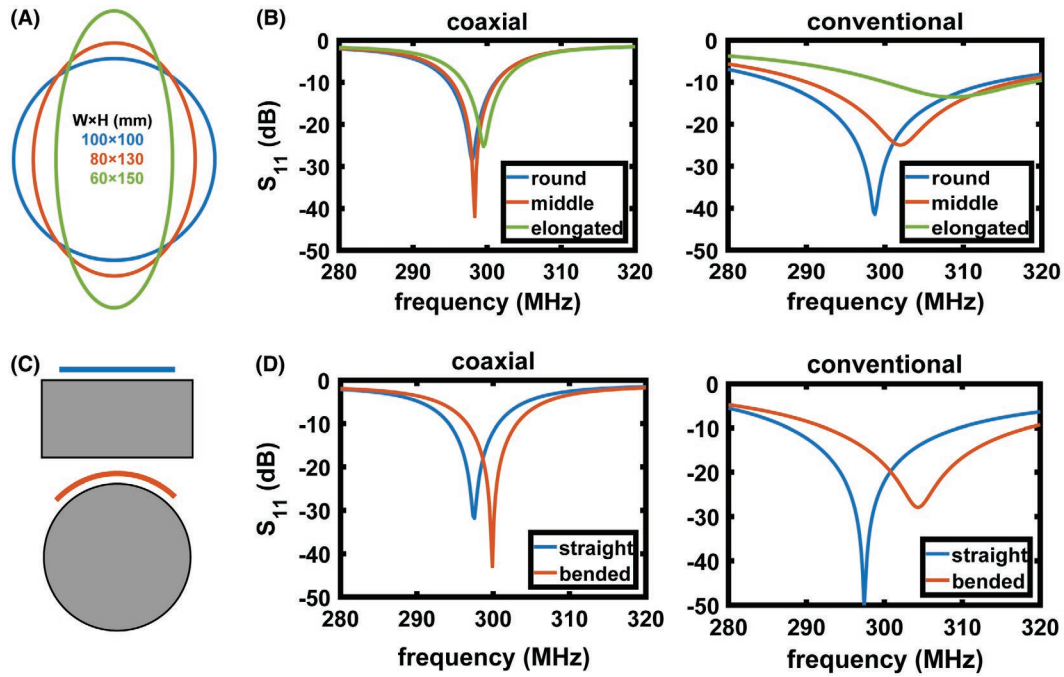 (A)
W×H (mm)
100×100
80×130
60×150
(B)
coaxial
0
-10
-20
-30
-40
-50
S11 (dB)
280 290 300 310 320
frequency (MHz)
round
middle
elongated
conventional
0
-10
-20
-30
-40
-50
280 290 300 310 320
frequency (MHz)
round
middle
elongated
(C)
(D)
coaxial
0
-10
-20
-30
-40
-50
S11 (dB)
280 290 300 310 320
frequency (MHz)
straight
bended
conventional
0
-10
-20
-30
-40
-50
280 290 300 310 320
frequency (MHz)
straight
bended